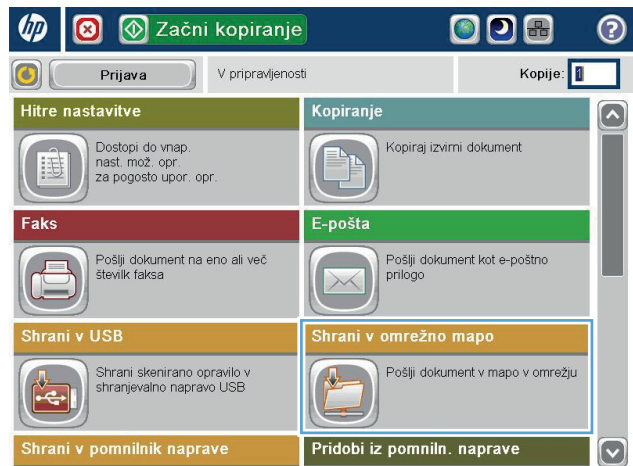 hp
Začni kopiranje
?
Prijava
V pripravljenosti
Kopije: 1
Hitre nastavitve
Dostopi do vnap.
nast. mož. opr.
za pogosto upor. opr.
Kopiranje
Kopiraj izvirni dokument
Faks
Pošlji dokument na eno ali več
številk faksa
E-pošta
Pošlji dokument kot e-poštno
prilogo
Shrani v USB
Shrani skenirano opravilo v
shranjevalno napravo USB
Shrani v omrežno mapo
Pošlji dokument v mapo v omrežju
Shrani v pomnilnik naprave
Pridobi iz pomniln. naprave